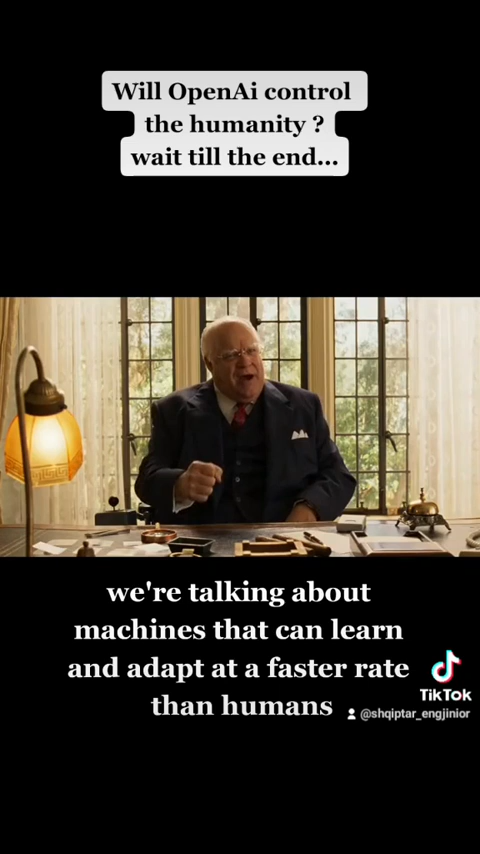 Will OpenAi control
the humanity ?
wait till the end...
we're talking about
machines that can learn
and adapt at a faster rate
than humans
TikTok
@shqiptar_engjinior